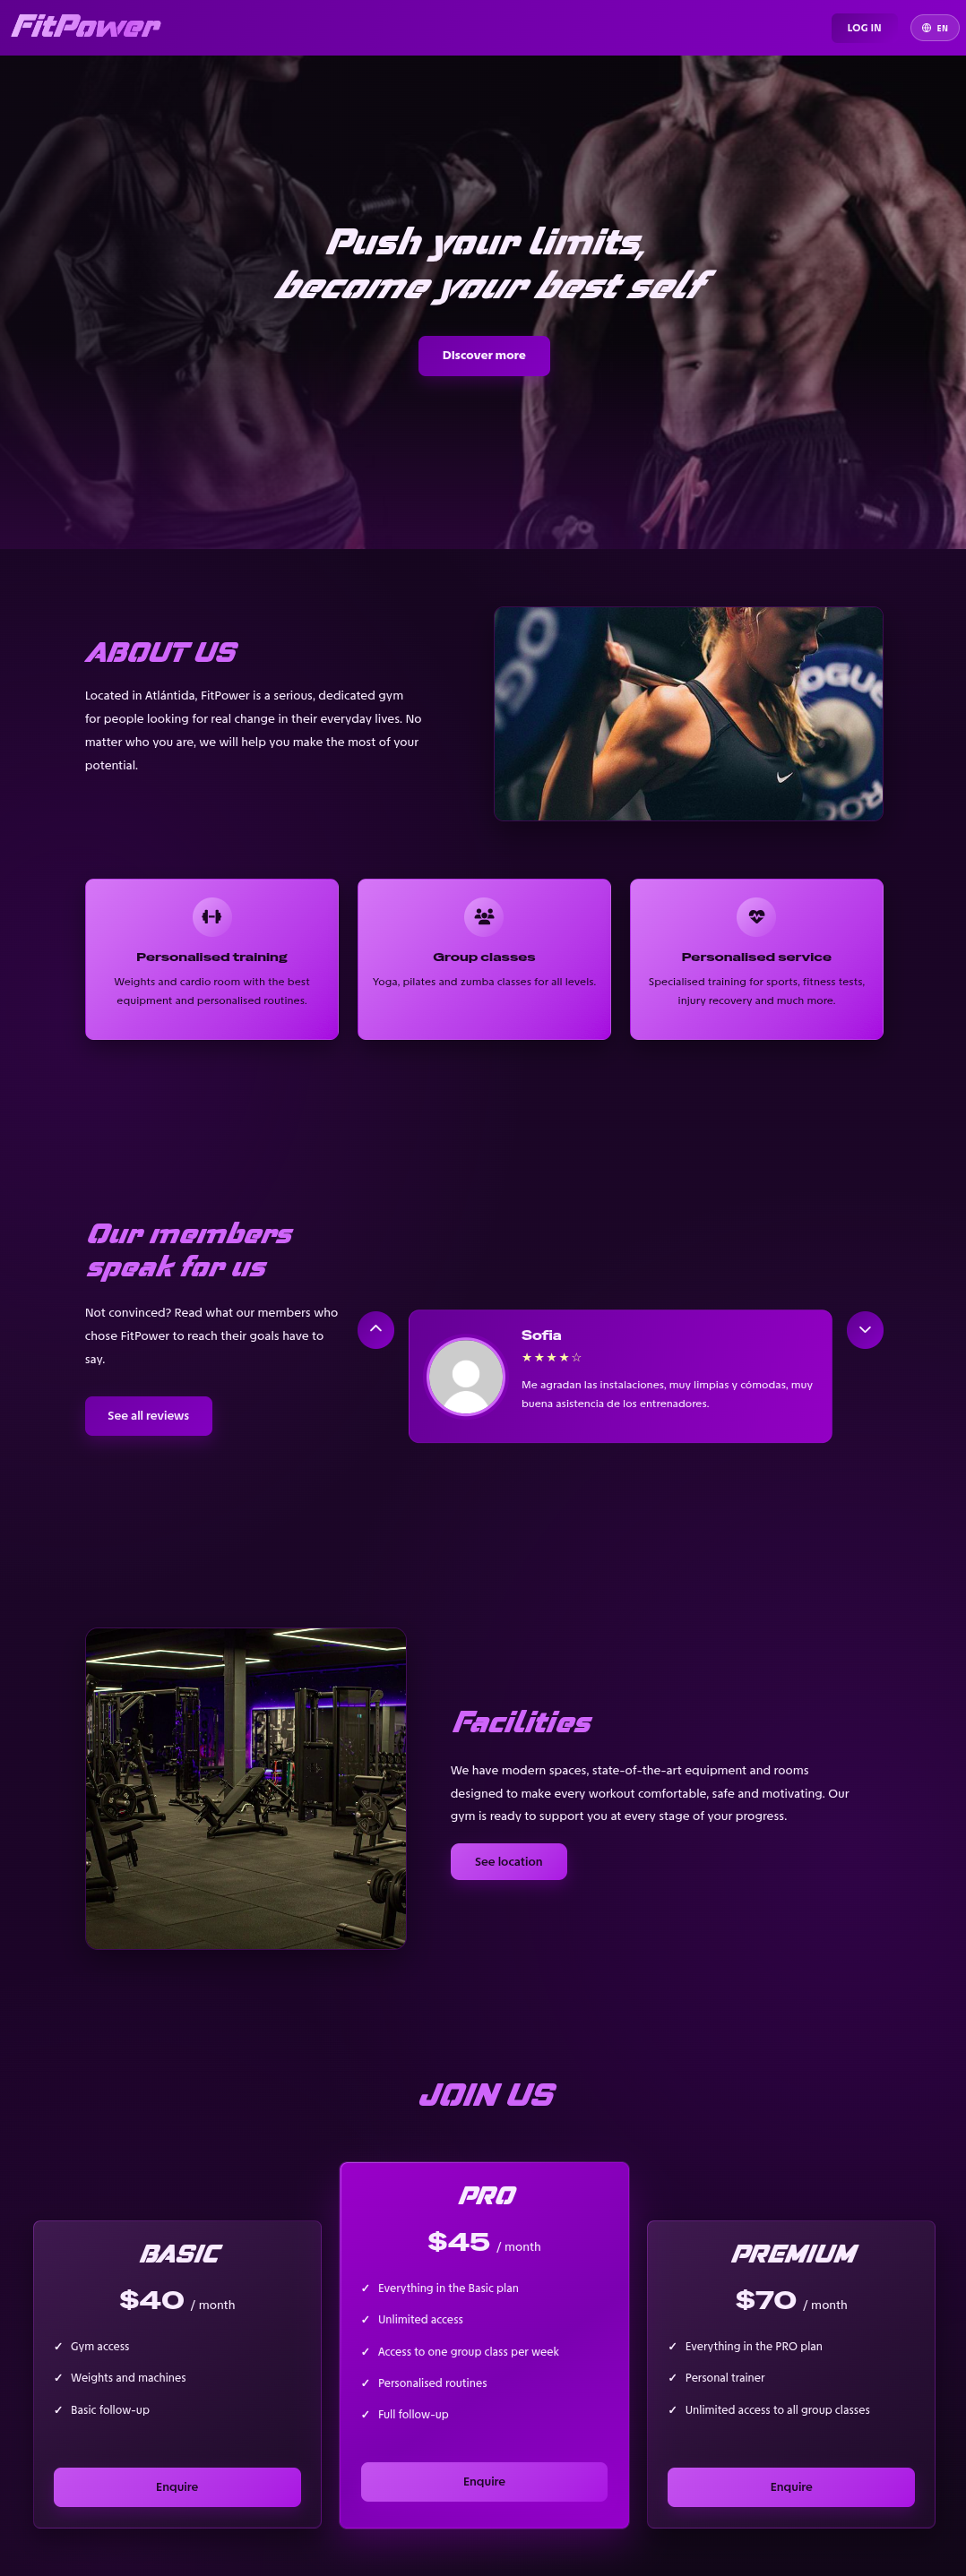 FitPower
LOG IN
EN
Push your limits,
become your best self
Discover more
ABOUT US
Located in Atlántida, FitPower is a serious, dedicated gym
for people looking for real change in their everyday lives. No
matter who you are, we will help you make the most of your
potential.
OGUE
Personalised training
Weights and cardio room with the best
equipment and personalised routines.
Group classes
Yoga, pilates and zumba classes for all levels.
Personalised service
Specialised training for sports, fitness tests,
injury recovery and much more.
Our members
speak for us
Not convinced? Read what our members who
chose FitPower to reach their goals have to
say.
See all reviews
Sofia
★★★★☆
Me agradan las instalaciones, muy limpias y cómodas, muy
buena asistencia de los entrenadores.
Facilities
We have modern spaces, state-of-the-art equipment and rooms
designed to make every workout comfortable, safe and motivating. Our
gym is ready to support you at every stage of your progress.
See location
JOIN US
BASIC
$40 / month
✓ Gym access
✓ Weights and machines
✓ Basic follow-up
Enquire
PRO
$45 / month
✓ Everything in the Basic plan
✓ Unlimited access
✓ Access to one group class per week
✓ Personalised routines
✓ Full follow-up
Enquire
PREMIUM
$70 / month
✓ Everything in the PRO plan
✓ Personal trainer
✓ Unlimited access to all group classes
Enquire